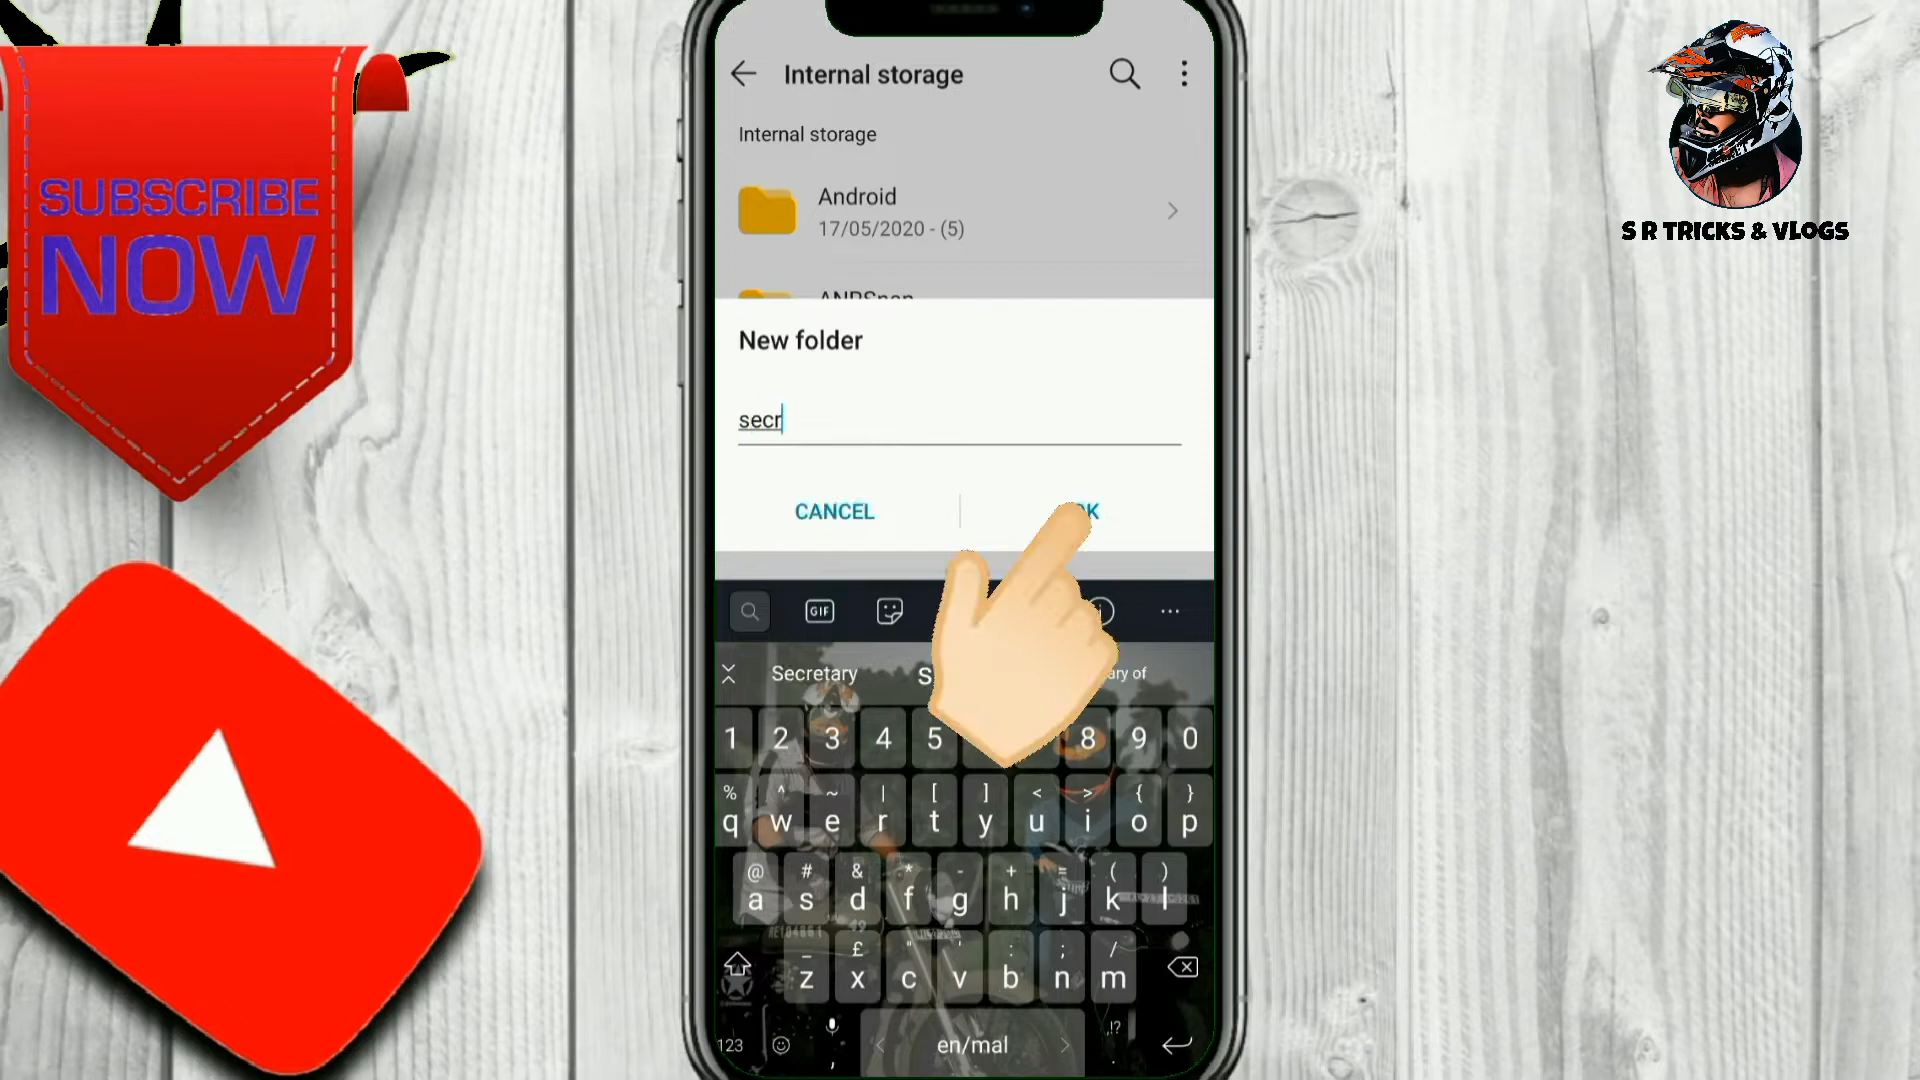 SUBSCRIBE
NOW
S R TRICKS & VLOGS
Internal storage
Internal storage
Android
17/05/2020 - (5)
New folder
secr
CANCEL
GIF
Secretary
1 2 3 4 5 8 9 0
% ^ ~ | [ ] < > { }
q w e r t y u i o p
@ # & * - + = ( )
a s d f g h j k l
_ £ " ' : ; /
z x c v b n m
,!?
123 , en/mal .